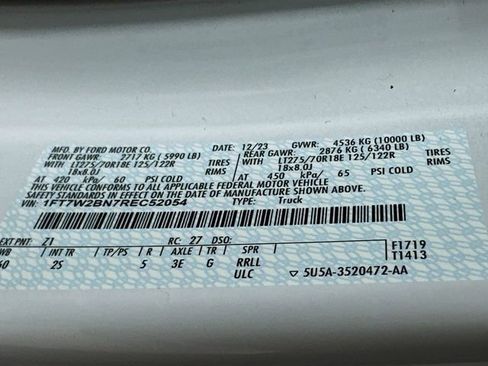 MFD. BY FORD MOTOR CO. DATE: 12/23 GVWR: 4536 KG (10000 LB)
FRONT GAWR: 2717 KG (5990 LB) REAR GAWR: 2876 KG (6340 LB)
WITH LT275/70R18E 125/122R TIRES WITH LT275/70R18E 125/122R TIRES
18x8.0J 18x8.0J
AT 420 kPa/ 60 PSI COLD AT 450 kPa/ 65 PSI COLD
THIS VEHICLE CONFORMS TO ALL APPLICABLE FEDERAL MOTOR VEHICLE
SAFETY STANDARDS IN EFFECT ON THE DATE OF MANUFACTURE SHOWN ABOVE.
VIN: 1FT7W2BN7REC52054 TYPE: Truck
EXT PNT: Z1 RC: 27 DSO: F1719
WB INT TR TP/PS R AXLE TR SPR T1413
60 2S 5 3E G RRLL
ULC 5U5A-3520472-AA